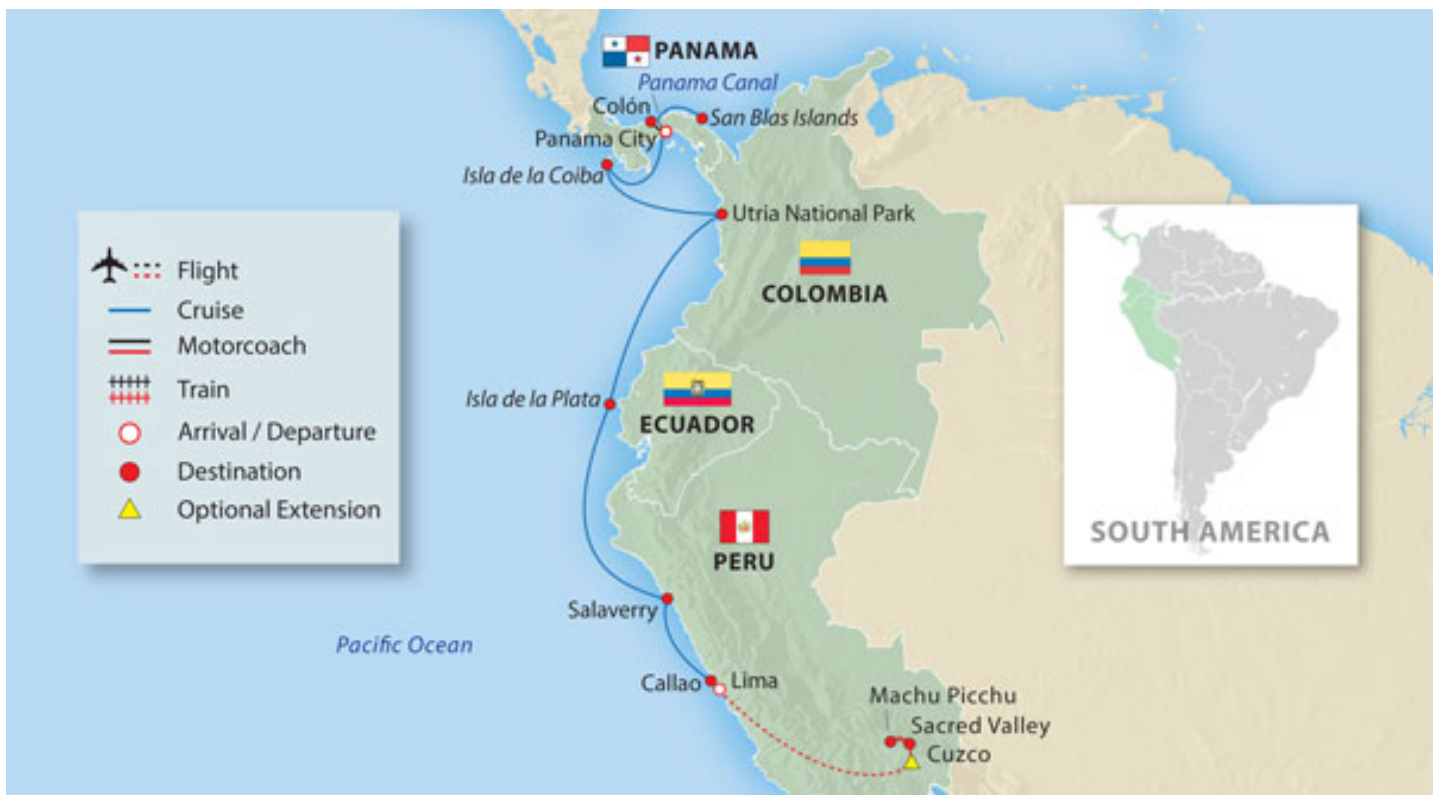 PANAMA
Panama Canal
Colón
San Blas Islands
Panama City
Isla de la Coiba
Utria National Park
COLOMBIA
Isla de la Plata
ECUADOR
PERU
Salaverry
Pacific Ocean
Callao
Lima
Machu Picchu
Sacred Valley
Cuzco
Flight
Cruise
Motorcoach
Train
Arrival / Departure
Destination
Optional Extension
SOUTH AMERICA